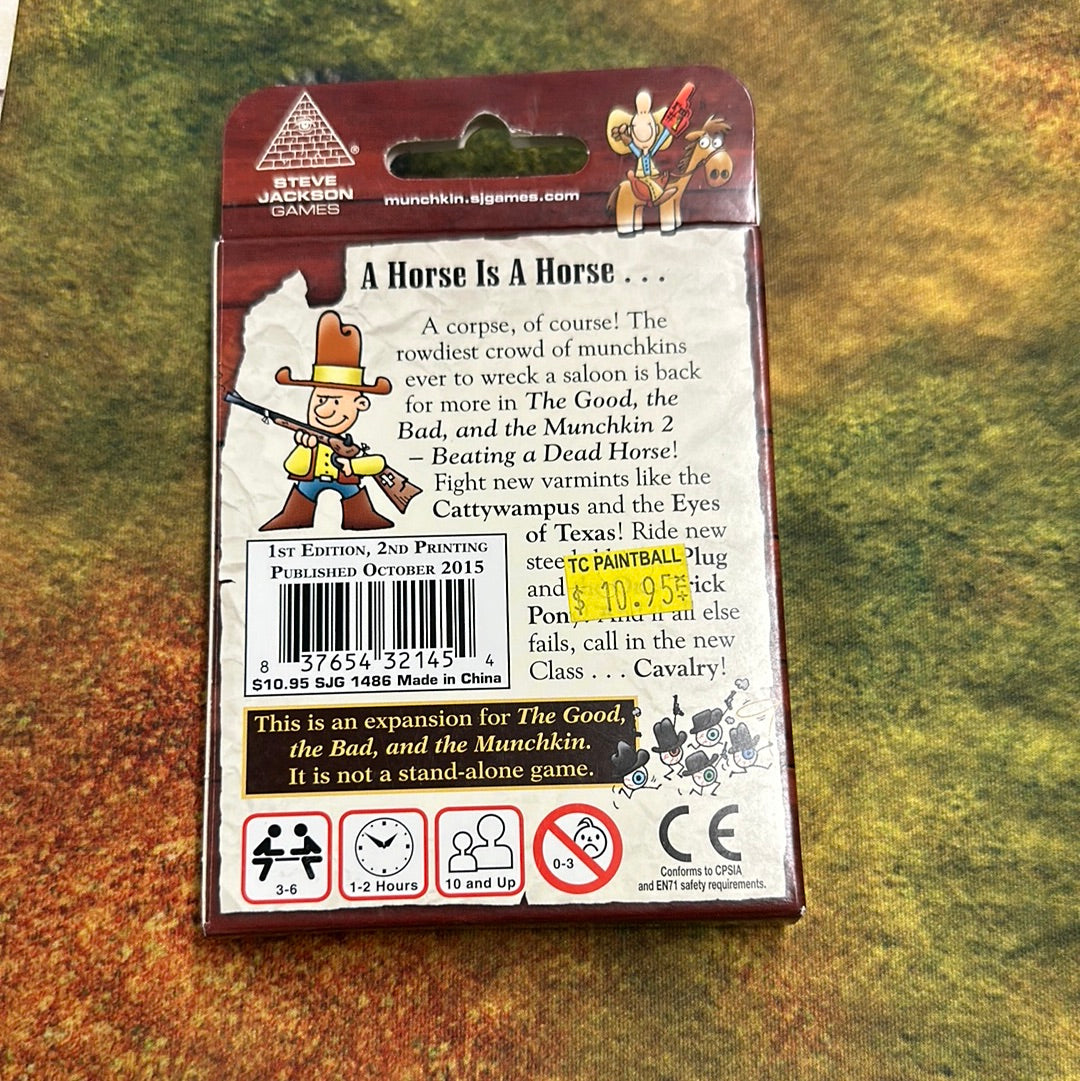 STEVE
JACKSON
GAMES
®
munchkin.sjgames.com
A Horse Is A Horse . . .
A corpse, of course! The
rowdiest crowd of munchkins
ever to wreck a saloon is back
for more in The Good, the
Bad, and the Munchkin 2
– Beating a Dead Horse!
Fight new varmints like the
Cattywampus and the Eyes
of Texas! Ride new
Plug
and
else
fails, call in the new
Class . . . Cavalry!
TC PAINTBALL
$ 10.95
1st Edition, 2nd Printing
Published October 2015
8 37654 32145 4
$10.95 SJG 1486 Made in China
This is an expansion for The Good,
the Bad, and the Munchkin.
It is not a stand-alone game.
3-6
1-2 Hours
10 and Up
0-3
CE
Conforms to CPSIA
and EN71 safety requirements.